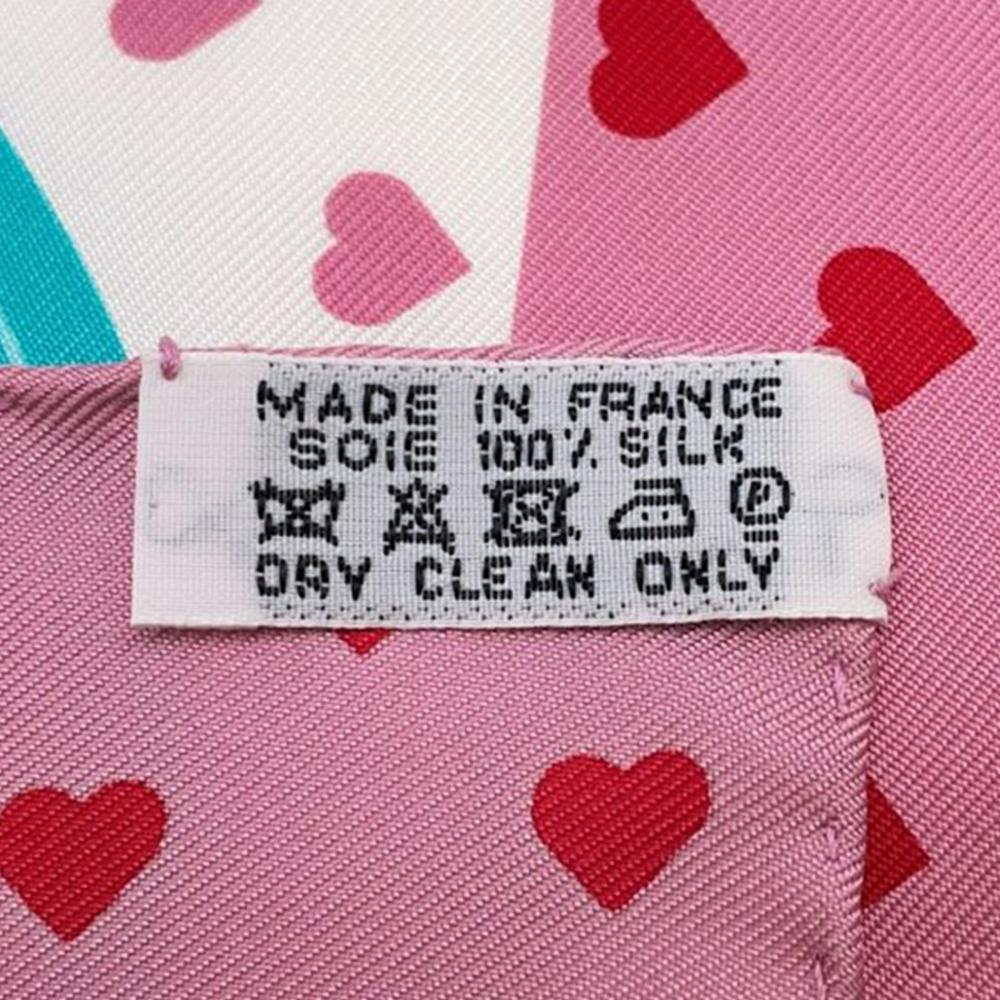 MADE IN FRANCE
SOIE 100% SILK
P
DRY CLEAN ONLY